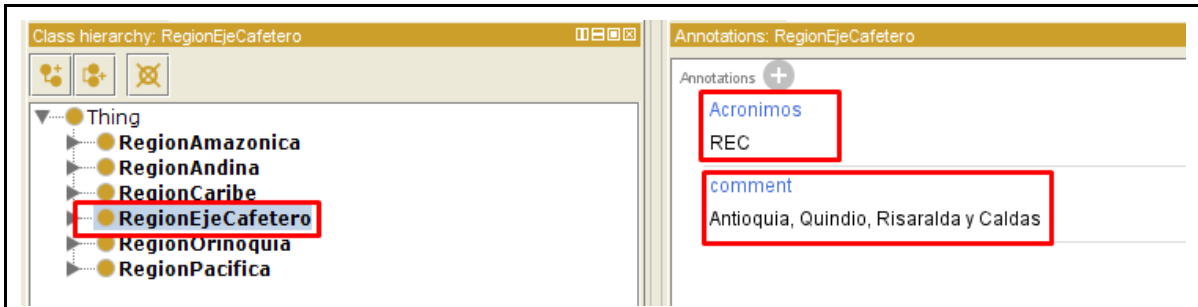 Class hierarchy: RegionEjeCafetero
Thing
RegionAmazonica
RegionAndina
RegionCaribe
RegionEjeCafetero
RegionOrinoquia
RegionPacifica
Annotations: RegionEjeCafetero
Annotations
Acronimos
REC
comment
Antioquia, Quindio, Risaralda y Caldas